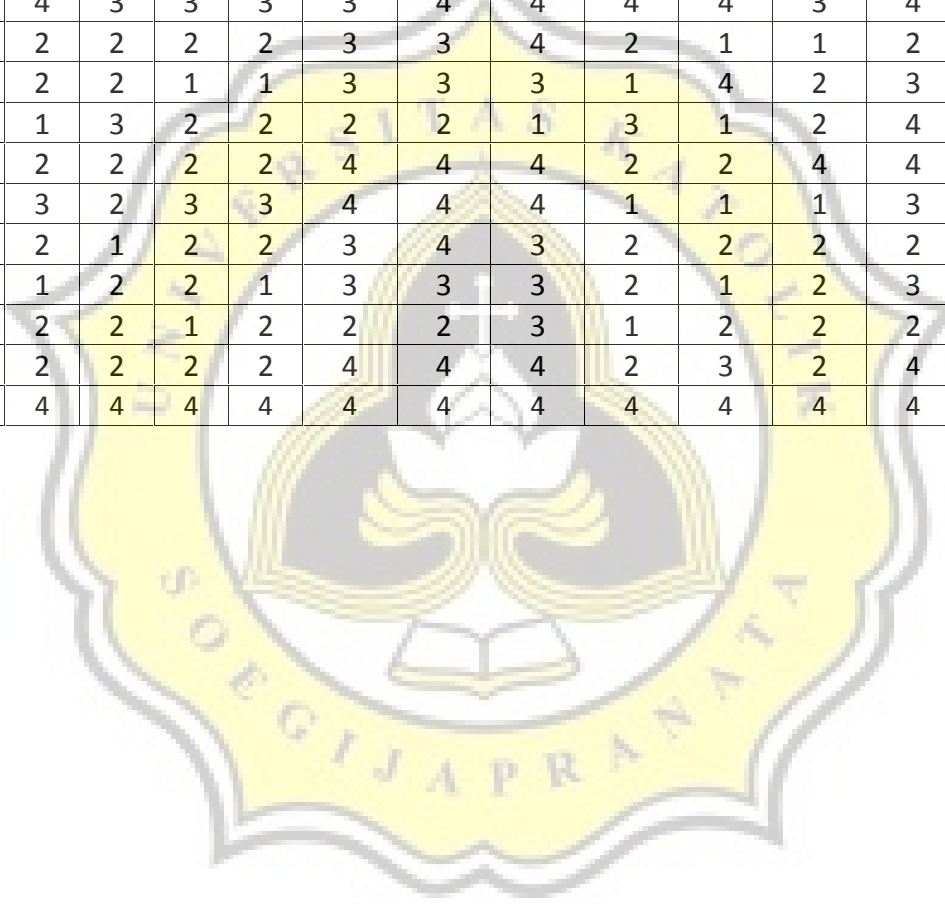 4 3 3 3 3 4 4 4 4 3 4
2 2 2 2 3 3 4 2 1 1 2
2 2 1 1 3 3 3 1 4 2 3
1 3 2 2 2 2 1 3 1 2 4
2 2 2 2 4 4 4 2 2 4 4
3 2 3 3 4 4 4 1 1 1 3
2 1 2 2 3 4 3 2 2 2 2
1 2 2 1 3 3 3 2 1 2 3
2 2 1 2 2 2 3 1 2 2 2
2 2 2 2 4 4 4 2 3 2 4
4 4 4 4 4 4 4 4 4 4 4
UNIVERSITAS KATOLIK
SOEGIJAPRANATA